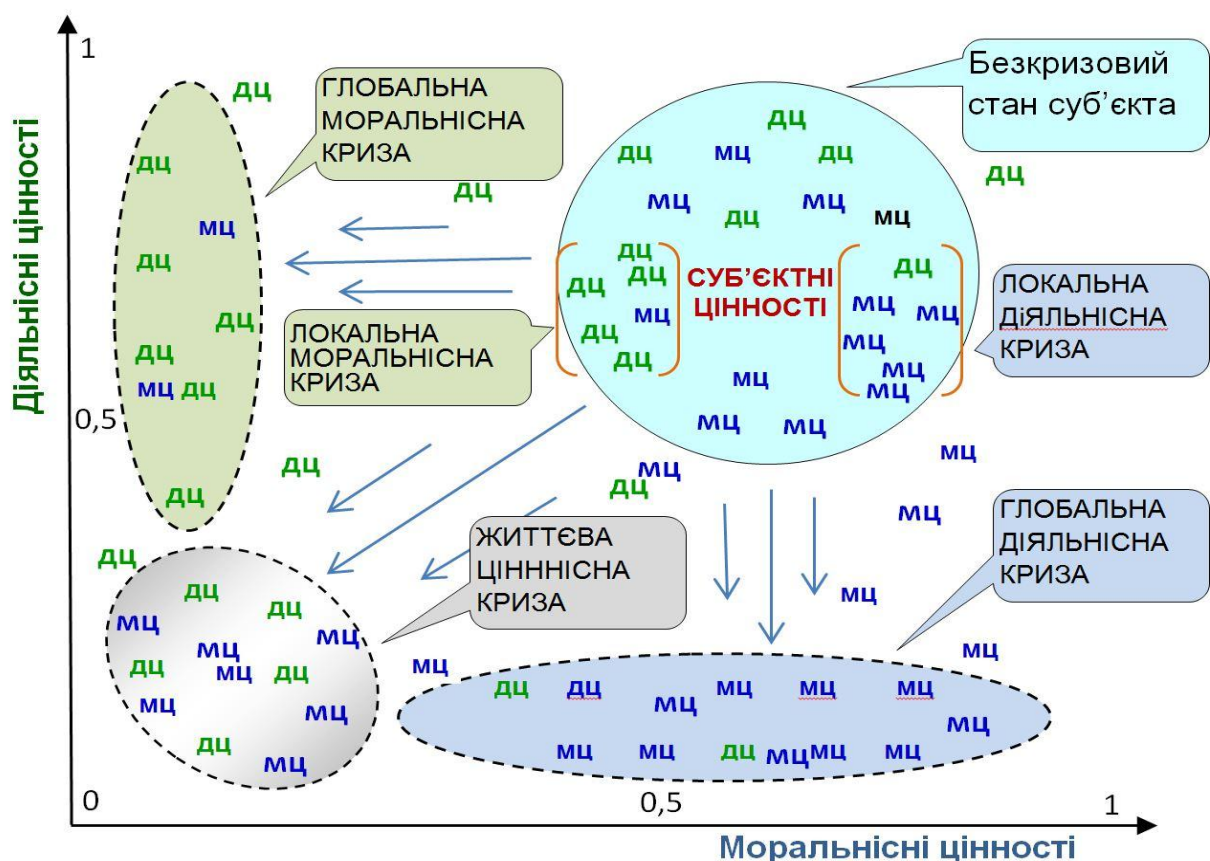 1
ДЦ
ГЛОБАЛЬНА
МОРАЛЬНІСНА
КРИЗА
Безкризовий
стан суб’єкта
ДЦ
ДЦ МЦ ДЦ
ДЦ
ДЦ
ДЦ
МЦ МЦ
ДЦ МЦ
МЦ
ДЦ
ДЦ
ДЦ
ДЦ
МЦ
ДЦ
ДЦ
СУБ’ЄКТНІ
ЦІННОСТІ
ДЦ
МЦ МЦ
МЦ
МЦ
МЦ
ЛОКАЛЬНА
ДІЯЛЬНІСНА
КРИЗА
ДЦ
ДЦ
ДЦ
МЦ ДЦ
ДЦ
ЛОКАЛЬНА
МОРАЛЬНІСНА
КРИЗА
МЦ
МЦ МЦ
Діяльнісні цінності
0,5
ДЦ
МЦ
ДЦ
МЦ
МЦ
ЖИТТЄВА
ЦІНННІСНА
КРИЗА
ГЛОБАЛЬНА
ДІЯЛЬНІСНА
КРИЗА
ДЦ
ДЦ
ДЦ
МЦ МЦ
МЦ
ДЦ МЦ ДЦ
МЦ МЦ
ДЦ
МЦ
МЦ
МЦ
МЦ
ДЦ ДЦ МЦ МЦ МЦ
МЦ МЦ
МЦ МЦ ДЦ МЦ МЦ МЦ
0
0,5
1
Моральнісні цінності